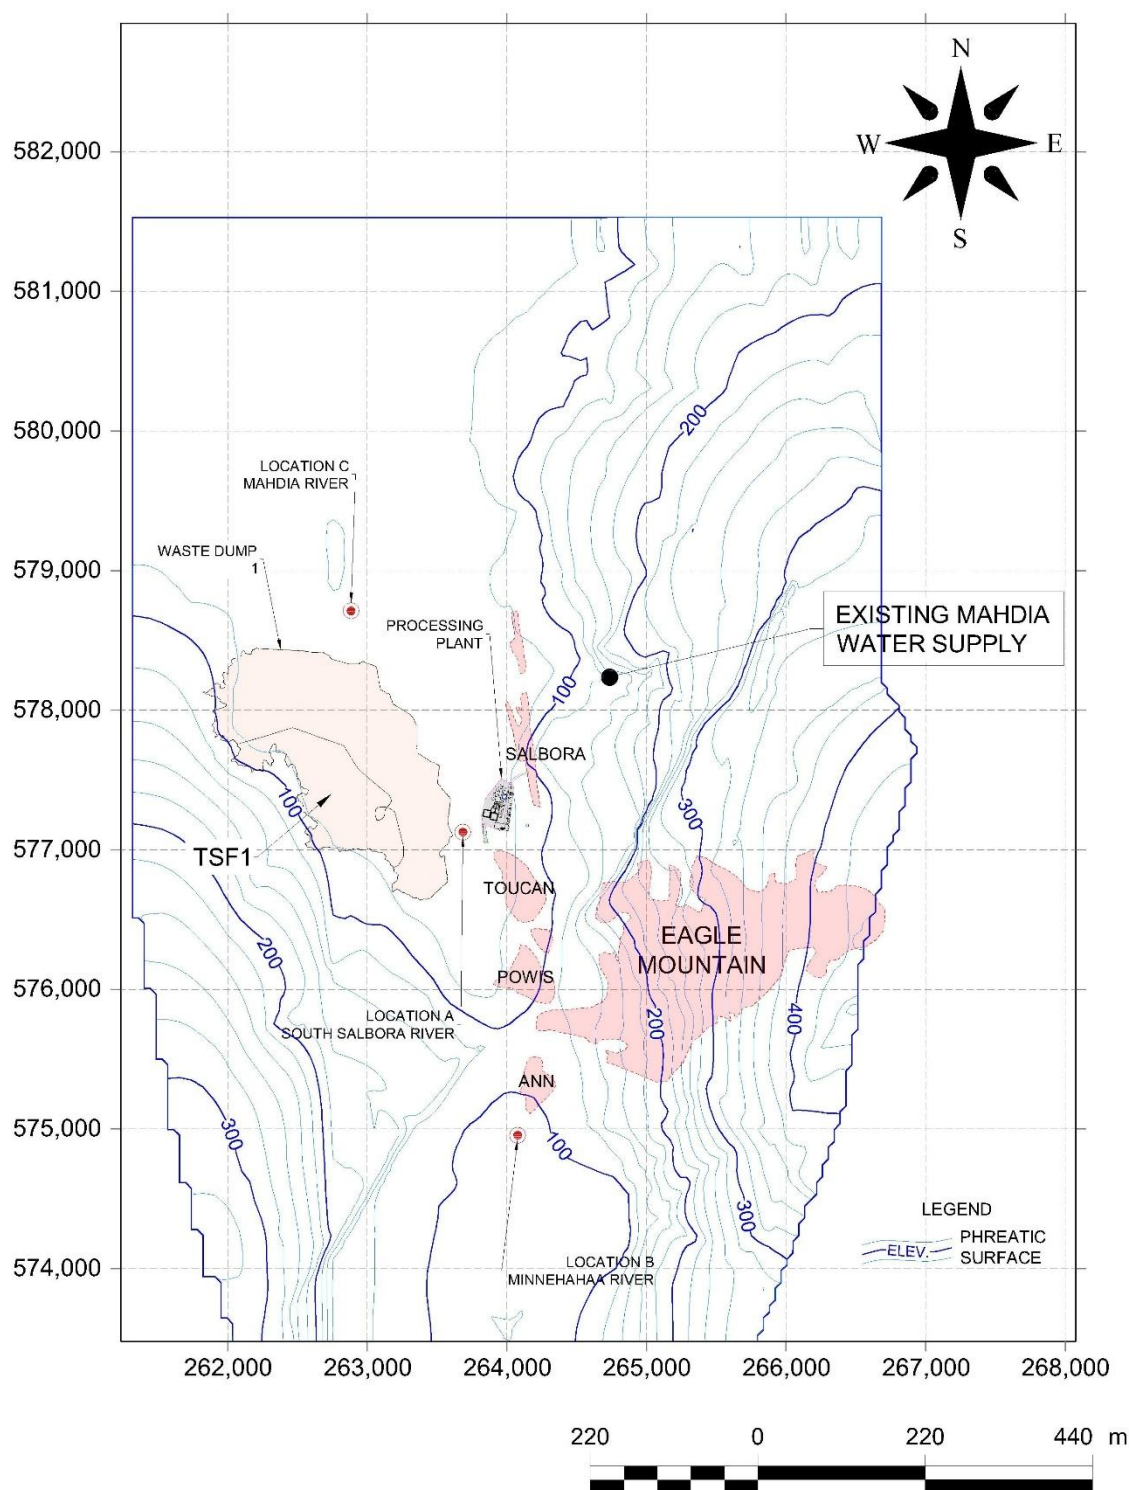 N
W E
S
582,000
581,000
580,000
579,000
578,000
577,000
576,000
575,000
574,000
200
LOCATION C
MAHDIA RIVER
WASTE DUMP
1
PROCESSING
PLANT
EXISTING MAHDIA
WATER SUPPLY
100
SALBORA
100
300
TSF1
TOUCAN
EAGLE
MOUNTAIN
200
POWIS
LOCATION A
SOUTH SALBORA RIVER
200
400
ANN
300
100
300
LEGEND
ELEV.
PHREATIC
SURFACE
LOCATION B
MINNEHAHAA RIVER
262,000 263,000 264,000 265,000 266,000 267,000 268,000
220 0 220 440 m